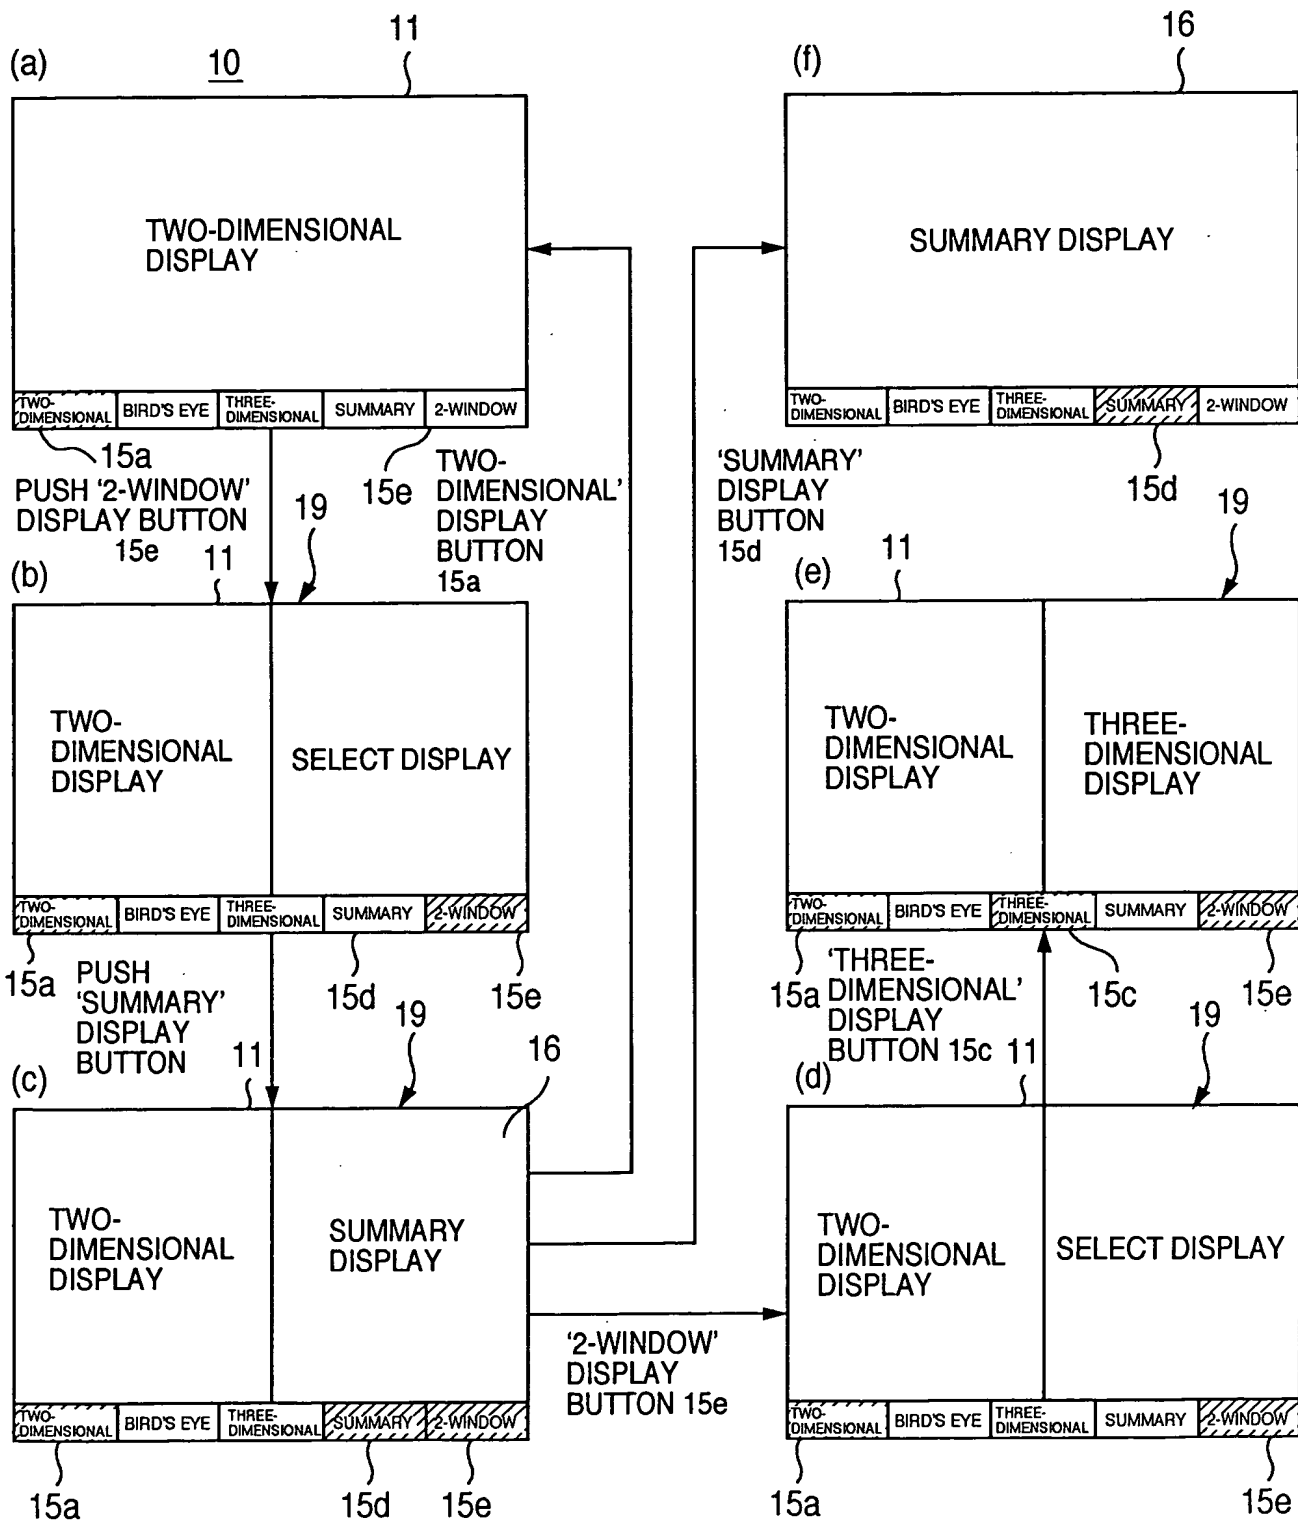 (a)
10
11
TWO-DIMENSIONAL
DISPLAY
TWO-
DIMENSIONAL
BIRD'S EYE
THREE-
DIMENSIONAL
SUMMARY
2-WINDOW
15a
15e
PUSH '2-WINDOW'
DISPLAY BUTTON
15e
TWO-
DIMENSIONAL'
DISPLAY
BUTTON
15a
(f)
16
SUMMARY DISPLAY
TWO-
DIMENSIONAL
BIRD'S EYE
THREE-
DIMENSIONAL
SUMMARY
2-WINDOW
15d
'SUMMARY'
DISPLAY
BUTTON
15d
(b)
11
19
TWO-
DIMENSIONAL
DISPLAY
SELECT DISPLAY
TWO-
DIMENSIONAL
BIRD'S EYE
THREE-
DIMENSIONAL
SUMMARY
2-WINDOW
15a
15d
15e
PUSH
'SUMMARY'
DISPLAY
BUTTON
(e)
11
19
TWO-
DIMENSIONAL
DISPLAY
THREE-
DIMENSIONAL
DISPLAY
TWO-
DIMENSIONAL
BIRD'S EYE
THREE-
DIMENSIONAL
SUMMARY
2-WINDOW
15a
15c
15e
'THREE-
DIMENSIONAL'
DISPLAY
BUTTON 15c
(c)
11
19
16
TWO-
DIMENSIONAL
DISPLAY
SUMMARY
DISPLAY
TWO-
DIMENSIONAL
BIRD'S EYE
THREE-
DIMENSIONAL
SUMMARY
2-WINDOW
15a
15d
15e
'2-WINDOW'
DISPLAY
BUTTON 15e
(d)
11
19
TWO-
DIMENSIONAL
DISPLAY
SELECT DISPLAY
TWO-
DIMENSIONAL
BIRD'S EYE
THREE-
DIMENSIONAL
SUMMARY
2-WINDOW
15a
15e